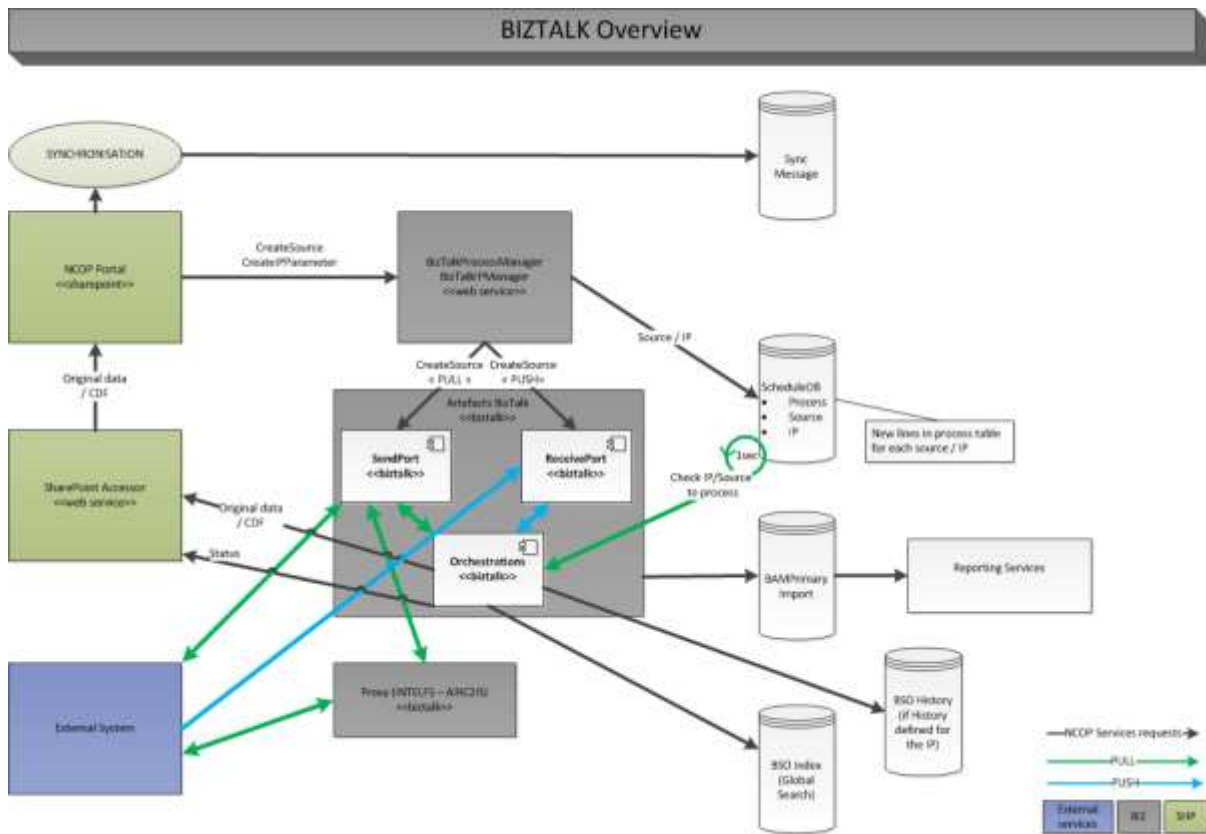 BIZTALK Overview
SYNCHRONISATION
Sync
Message
NCOP Portal
<<sharepoint>>
CreateSource
CreateIPParameter
BizTalkProcessManager
BizTalkIPManager
<<web service>>
Source / IP
Original data
/ CDF
CreateSource
« PULL »
CreateSource
« PUSH»
Artefacts BizTalk
<<biztalk>>
ScheduleDB
• Process
• Source
• IP
New lines in process table
for each source / IP
1sec
Check IP/Source
to process
SendPort
<<biztalk>>
ReceivePort
<<biztalk>>
SharePoint Accessor
<<web service>>
Original data
/ CDF
Status
Orchestrations
<<biztalk>>
BAMPrimary
Import
Reporting Services
External System
<<biztalk>>
BSO History
(if History
defined for
the IP)
BSO Index
(Global
Search)
NCOP Services requests
PULL
PUSH
External
services
BIZ
SHP